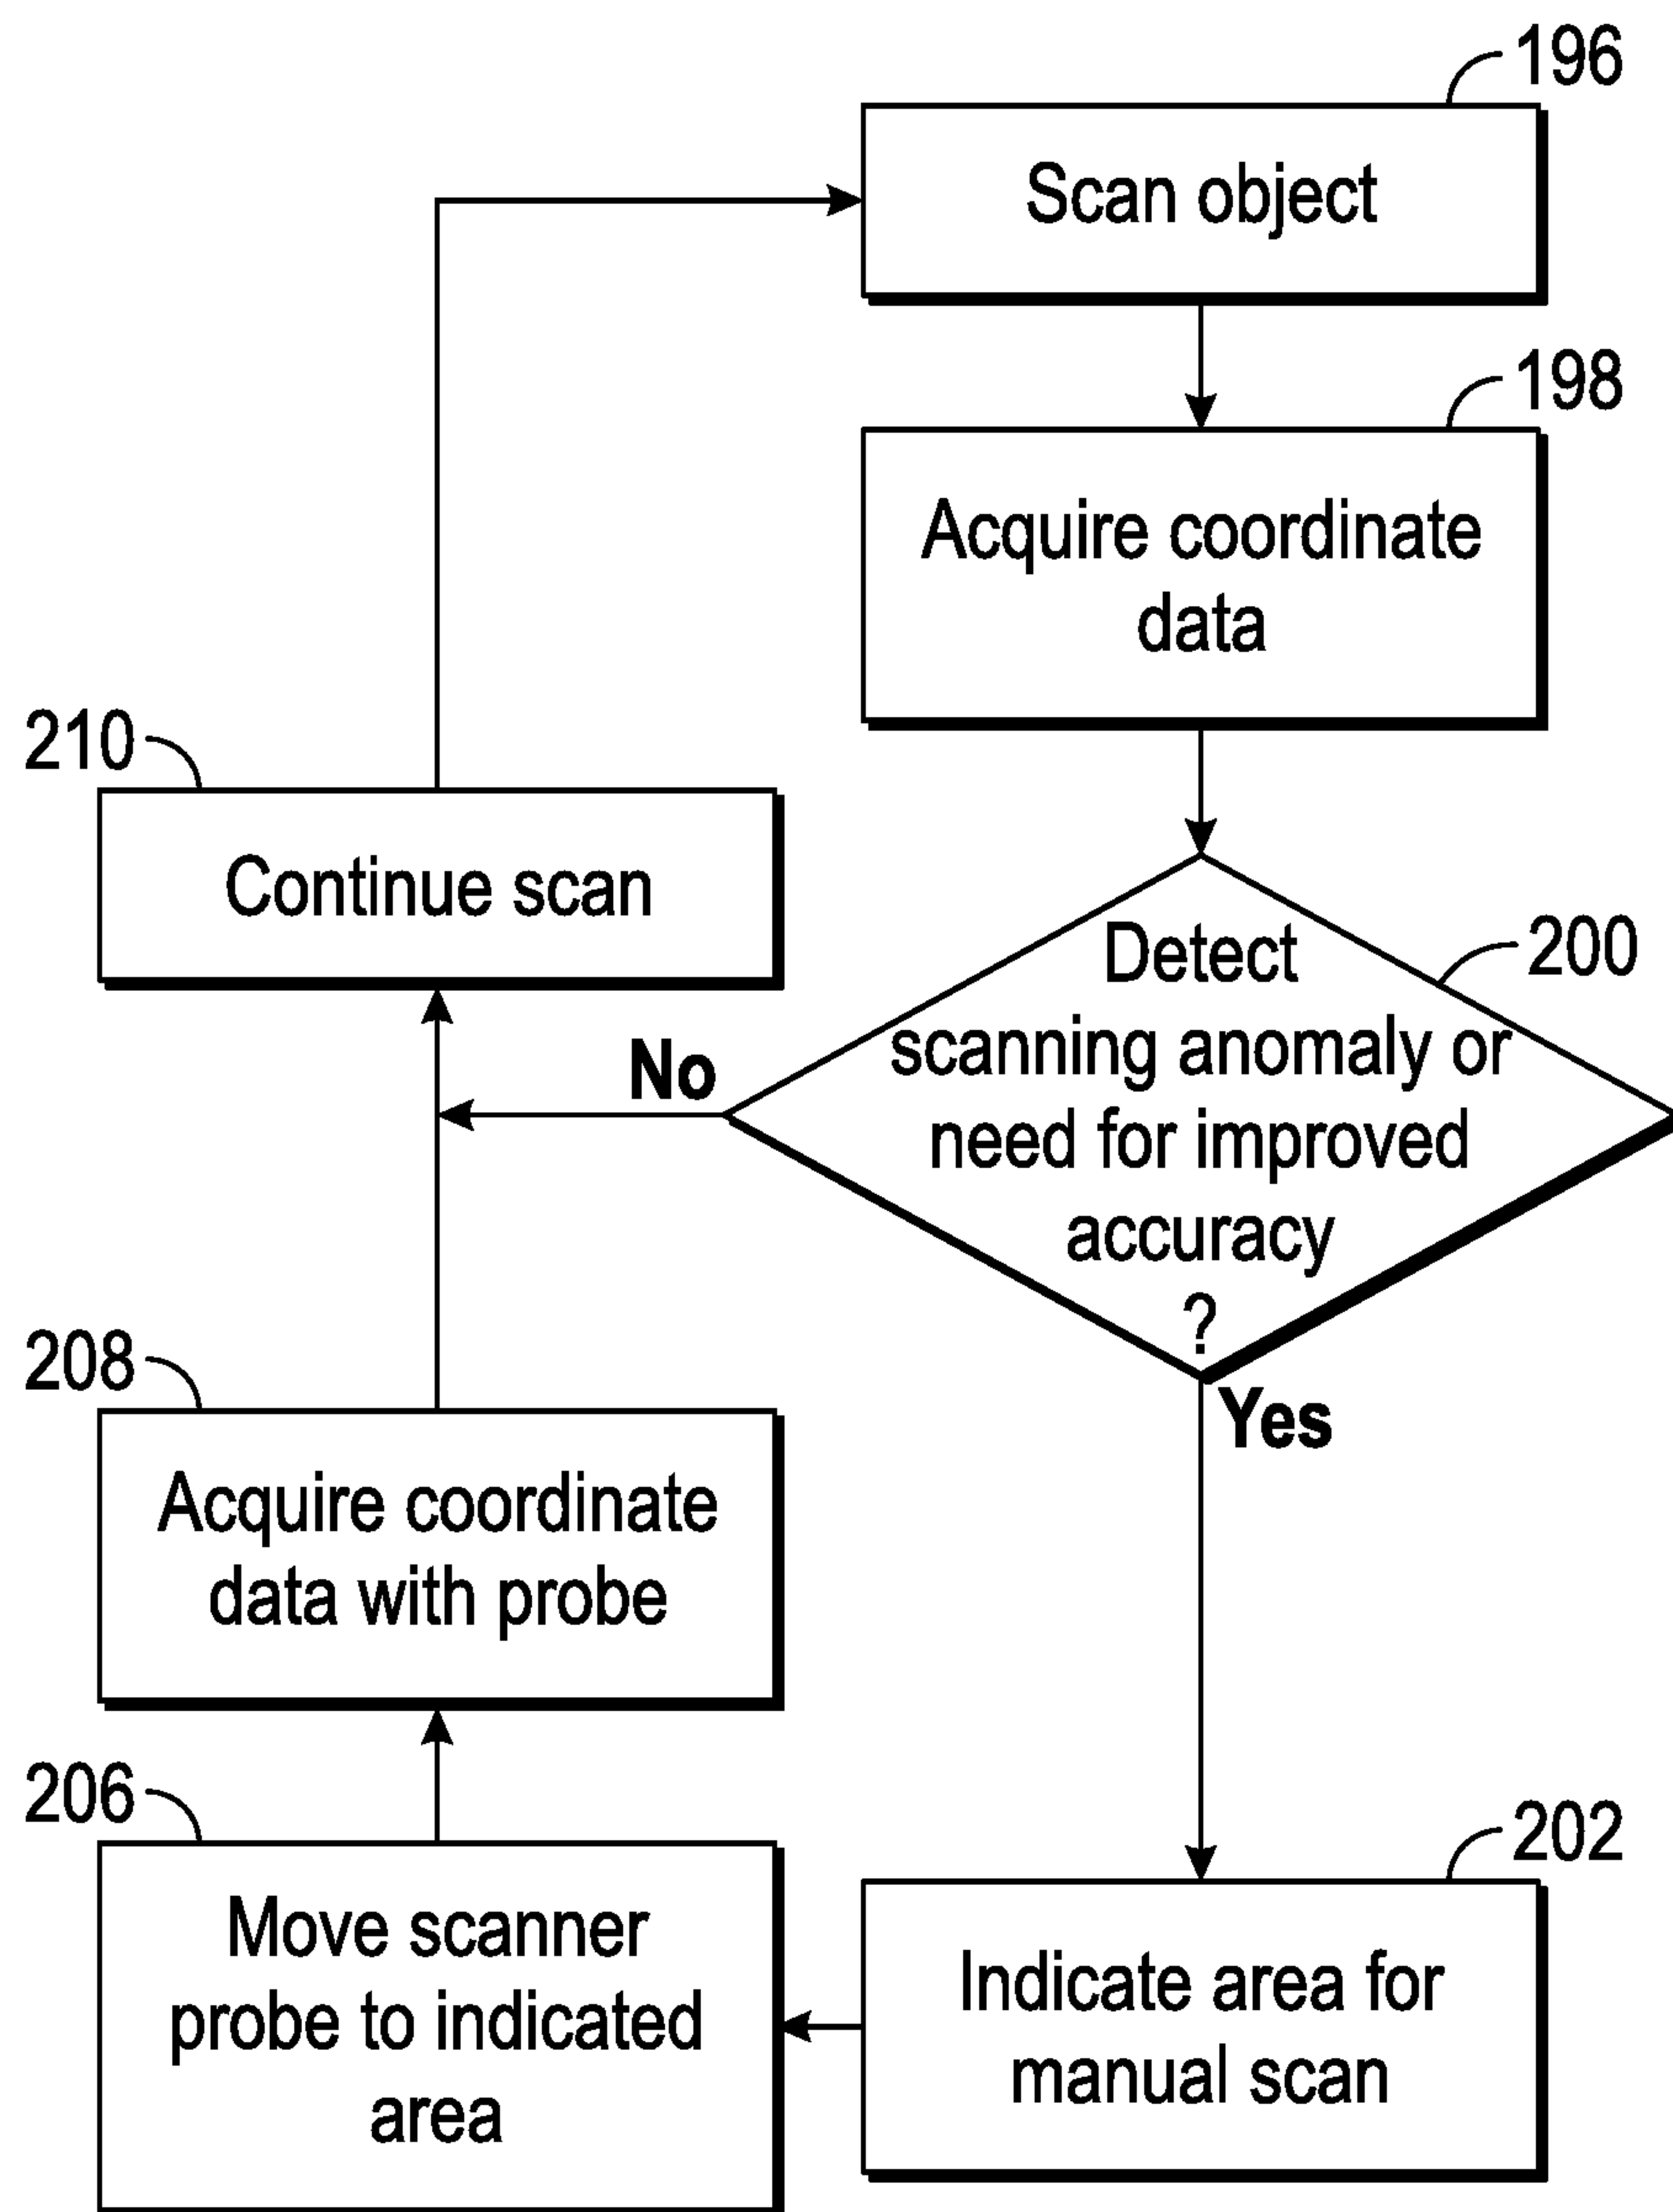 196
Scan object
198
Acquire coordinate
data
210
Continue scan
200
Detect
scanning anomaly or
need for improved
accuracy
?
No
Yes
208
Acquire coordinate
data with probe
206
Move scanner
probe to indicated
area
202
Indicate area for
manual scan